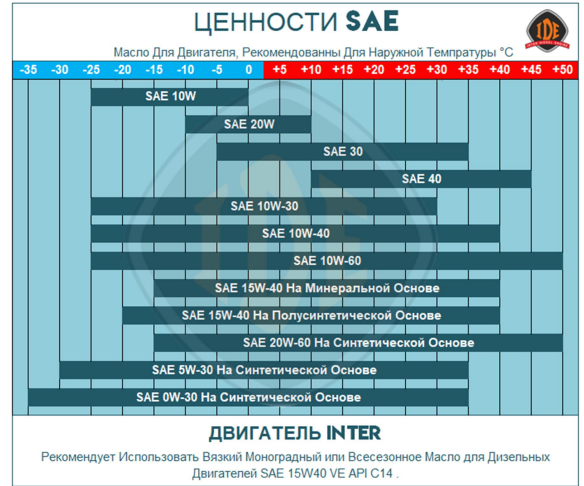 ЦЕННОСТИ SAE
IDE
Масло Для Двигателя, Рекомендованны Для Наружной Темпратуры °C
-35 -30 -25 -20 -15 -10 -5 0 +5 +10 +15 +20 +25 +30 +35 +40 +45 +50
SAE 10W
SAE 20W
SAE 30
SAE 40
SAE 10W-30
SAE 10W-40
SAE 10W-60
SAE 15W-40 На Минеральной Основе
SAE 15W-40 На Полусинтетической Основе
SAE 20W-60 На Синтетической Основе
SAE 5W-30 На Синтетической Основе
SAE 0W-30 На Синтетической Основе
IDE
ДВИГАТЕЛЬ INTER
Рекомендует Использовать Вязкий Моноградный или Всесезонное Масло для Дизельных
Двигателей SAE 15W40 VE API C14 .